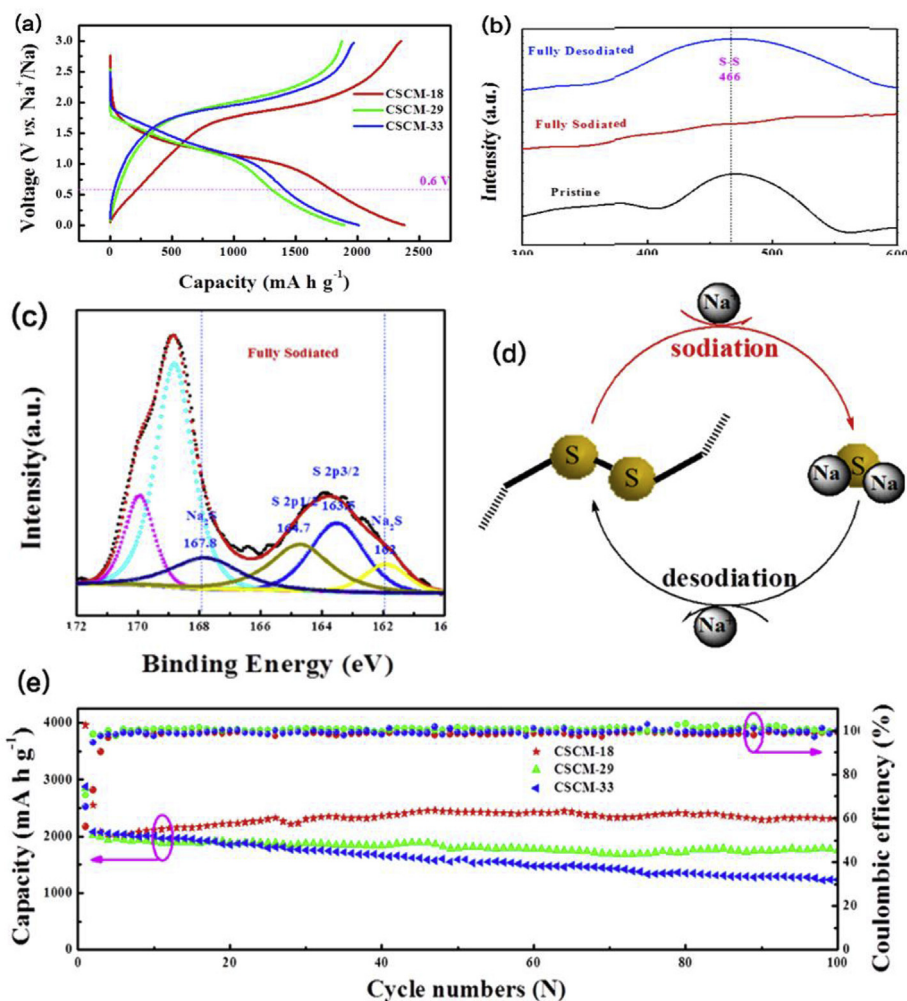 (a)
Voltage (V vs. Na+/Na)
3.0
2.5
2.0
1.5
1.0
0.5
0.0
CSCM-18
CSCM-29
CSCM-33
0.6 V
0 500 1000 1500 2000 2500
Capacity (mA h g-1)
(b)
Intensity (a.u.)
Fully Desodiated
S-S
466
Fully Sodiated
Pristine
300 400 500 600
(c)
Intensity(a.u.)
Fully Sodiated
S 2p3/2
163.5
S 2p1/2
164.7
Na2S
167.8
Na2S
162
172 170 168 166 164 162 16
Binding Energy (eV)
(d)
Na+
sodiation
S
S
S
Na
Na
desodiation
Na+
(e)
Capacity (mA h g-1)
4000
3000
2000
1000
0
CSCM-18
CSCM-29
CSCM-33
100
80
60
40
20
0
Coulombic effiency (%)
0 20 40 60 80 100
Cycle numbers (N)